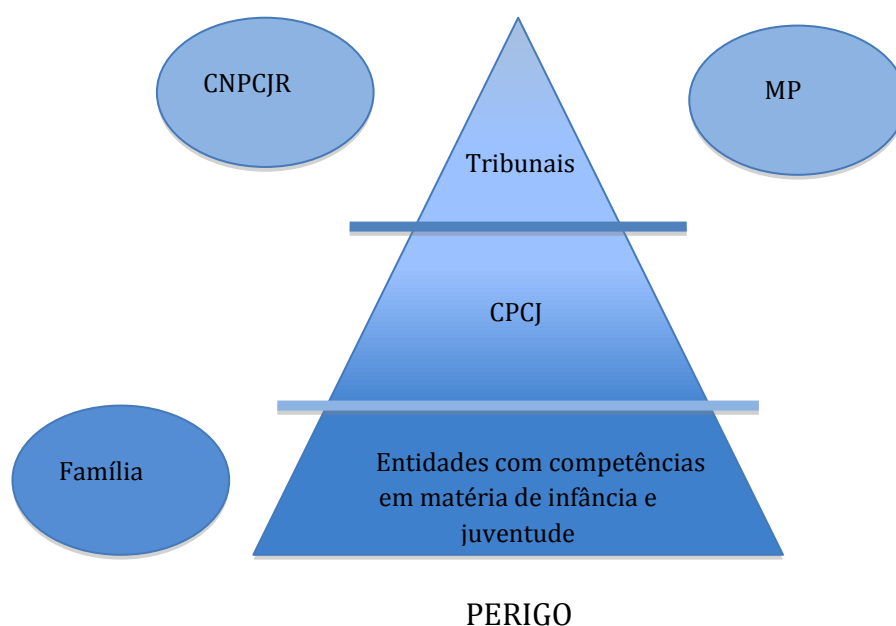 CNPCJR
MP
Tribunais
CPCJ
Família
Entidades com competências
em matéria de infância e
juventude
PERIGO